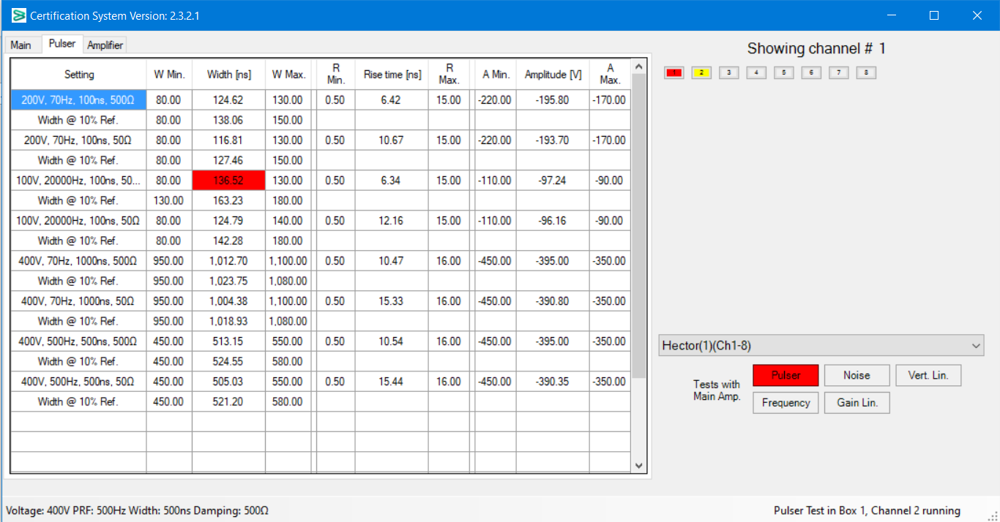 Certification System Version: 2.3.2.1
Main Pulser Amplifier
Showing channel # 1
1 2 3 4 5 6 7 8
Setting W Min. Width [ns] W Max. R Min. Rise time [ns] R Max. A Min. Amplitude [V] A Max.
200V, 70Hz, 100ns, 500Ω 80.00 124.62 130.00 0.50 6.42 15.00 -220.00 -195.80 -170.00
Width @ 10% Ref. 80.00 138.06 150.00
200V, 70Hz, 100ns, 50Ω 80.00 116.81 130.00 0.50 10.67 15.00 -220.00 -193.70 -170.00
Width @ 10% Ref. 80.00 127.46 150.00
100V, 20000Hz, 100ns, 50... 80.00 136.52 130.00 0.50 6.34 15.00 -110.00 -97.24 -90.00
Width @ 10% Ref. 130.00 163.23 180.00
100V, 20000Hz, 100ns, 50Ω 80.00 124.79 140.00 0.50 12.16 15.00 -110.00 -96.16 -90.00
Width @ 10% Ref. 80.00 142.28 180.00
400V, 70Hz, 1000ns, 500Ω 950.00 1,012.70 1,100.00 0.50 10.47 16.00 -450.00 -395.00 -350.00
Width @ 10% Ref. 950.00 1,023.75 1,080.00
400V, 70Hz, 1000ns, 50Ω 950.00 1,004.38 1,100.00 0.50 15.33 16.00 -450.00 -390.80 -350.00
Width @ 10% Ref. 950.00 1,018.93 1,080.00
400V, 500Hz, 500ns, 500Ω 450.00 513.15 550.00 0.50 10.54 16.00 -450.00 -395.00 -350.00
Width @ 10% Ref. 450.00 524.55 580.00
400V, 500Hz, 500ns, 50Ω 450.00 505.03 550.00 0.50 15.44 16.00 -450.00 -390.35 -350.00
Width @ 10% Ref. 450.00 521.20 580.00
Hector(1)(Ch1-8)
Tests with
Main Amp.
Pulser Noise Vert. Lin.
Frequency Gain Lin.
Voltage: 400V PRF: 500Hz Width: 500ns Damping: 500Ω
Pulser Test in Box 1, Channel 2 running